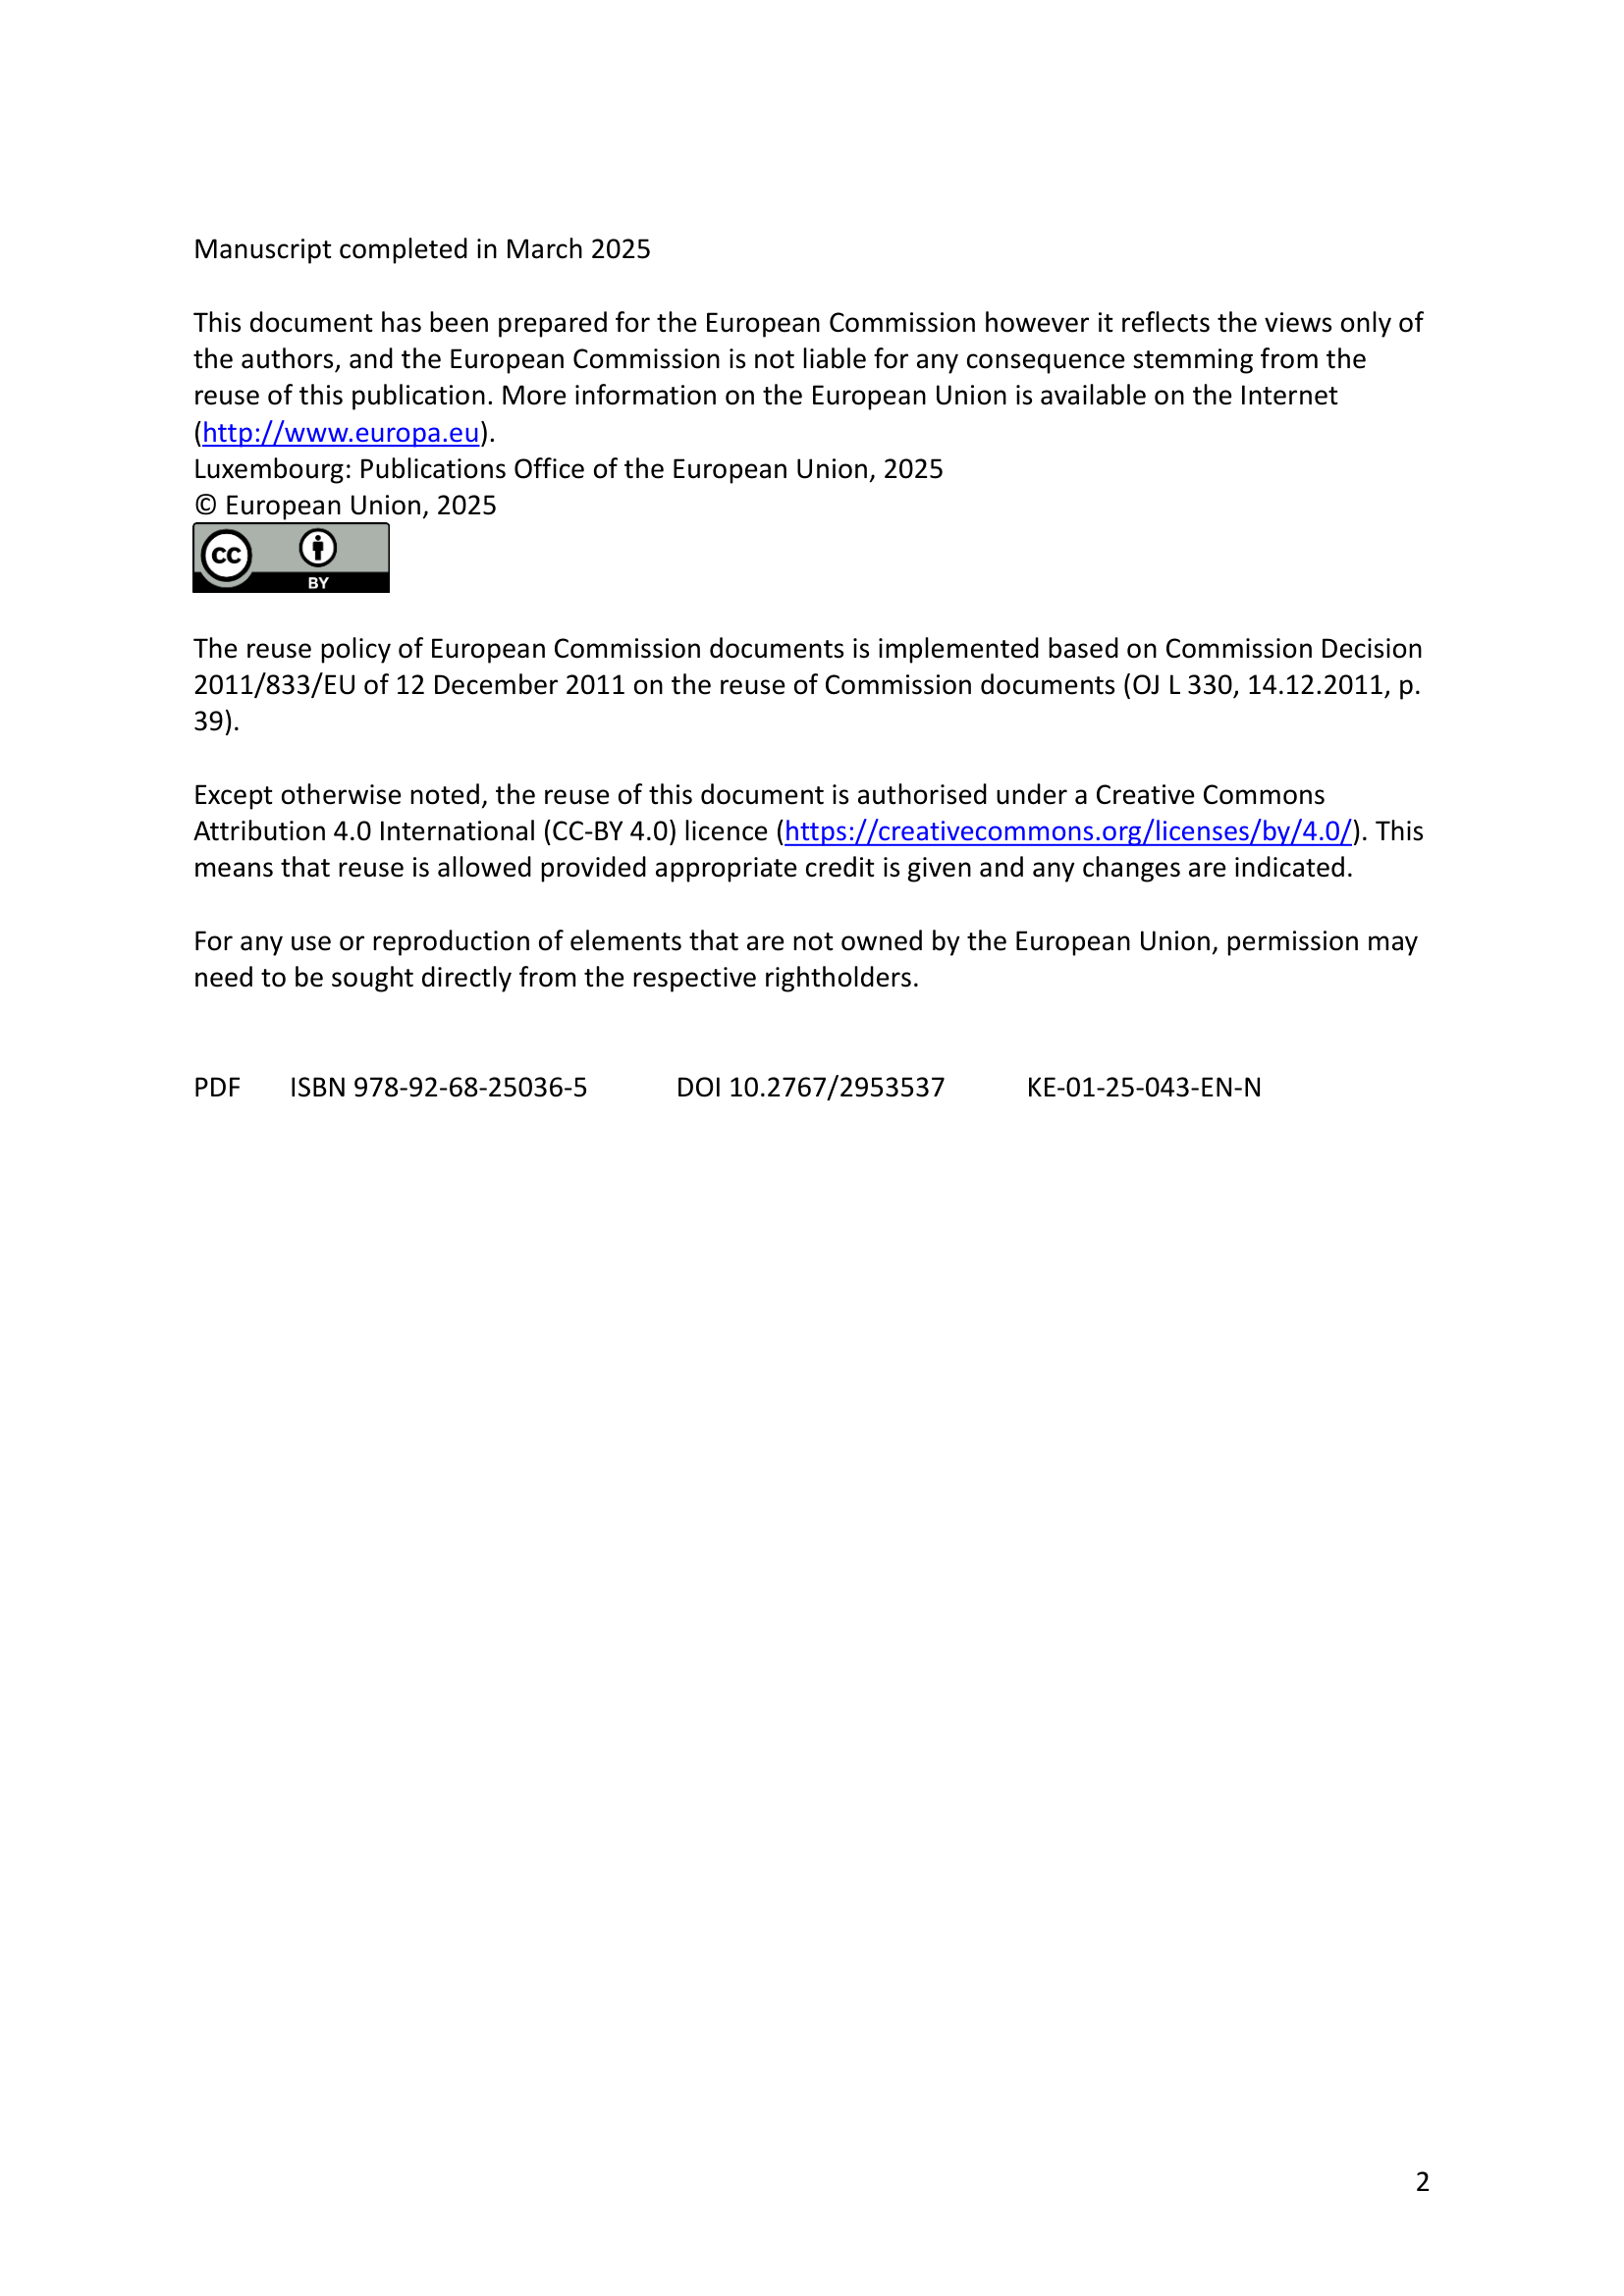 Manuscript completed in March 2025
This document has been prepared for the European Commission however it reflects the views only of
the authors, and the European Commission is not liable for any consequence stemming from the
reuse of this publication. More information on the European Union is available on the Internet
(http://www.europa.eu).
Luxembourg: Publications Office of the European Union, 2025
© European Union, 2025
CC BY
The reuse policy of European Commission documents is implemented based on Commission Decision
2011/833/EU of 12 December 2011 on the reuse of Commission documents (OJ L 330, 14.12.2011, p.
39).
Except otherwise noted, the reuse of this document is authorised under a Creative Commons
Attribution 4.0 International (CC-BY 4.0) licence (https://creativecommons.org/licenses/by/4.0/). This
means that reuse is allowed provided appropriate credit is given and any changes are indicated.
For any use or reproduction of elements that are not owned by the European Union, permission may
need to be sought directly from the respective rightholders.
PDF ISBN 978-92-68-25036-5 DOI 10.2767/2953537 KE-01-25-043-EN-N
2